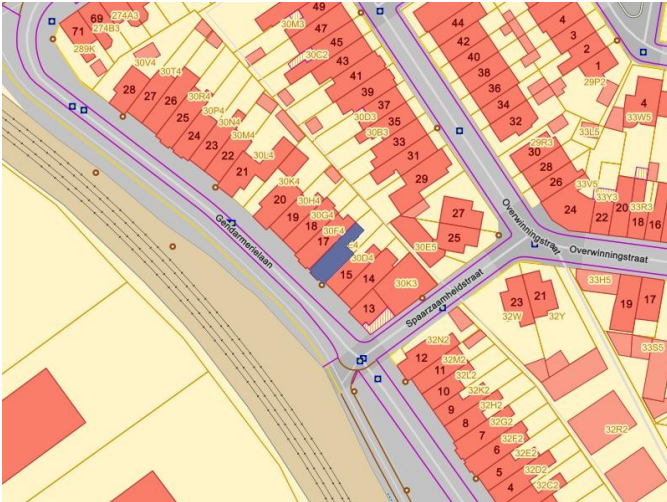 69
71
274A3
274B3
289K
30M3
49
47
45
43
41
39
37
35
33
31
29
30C2
30D3
30B3
44
42
40
38
36
34
32
4
3
2
1
29P2
4
33W5
33L5
29R3
30
28
26
24
33V5
33Y3
22
20
18
16
33R3
30V4
30T4
30R4
30P4
30N4
30M4
30L4
28
27
26
25
24
23
22
21
30K4
30H4
30G4
30F4
20
19
18
17
15
14
13
30D4
30K3
30E5
27
25
Gendarmerielaan
Spaarzaamheidstraat
Overwinningstraat
Overwinningstraat
33H5
19
17
33S5
23
21
32W
32Y
32R2
32N2
32M2
32L2
32K2
32H2
32G2
32F2
32E2
32D2
32C2
12
11
10
9
8
7
6
5
4